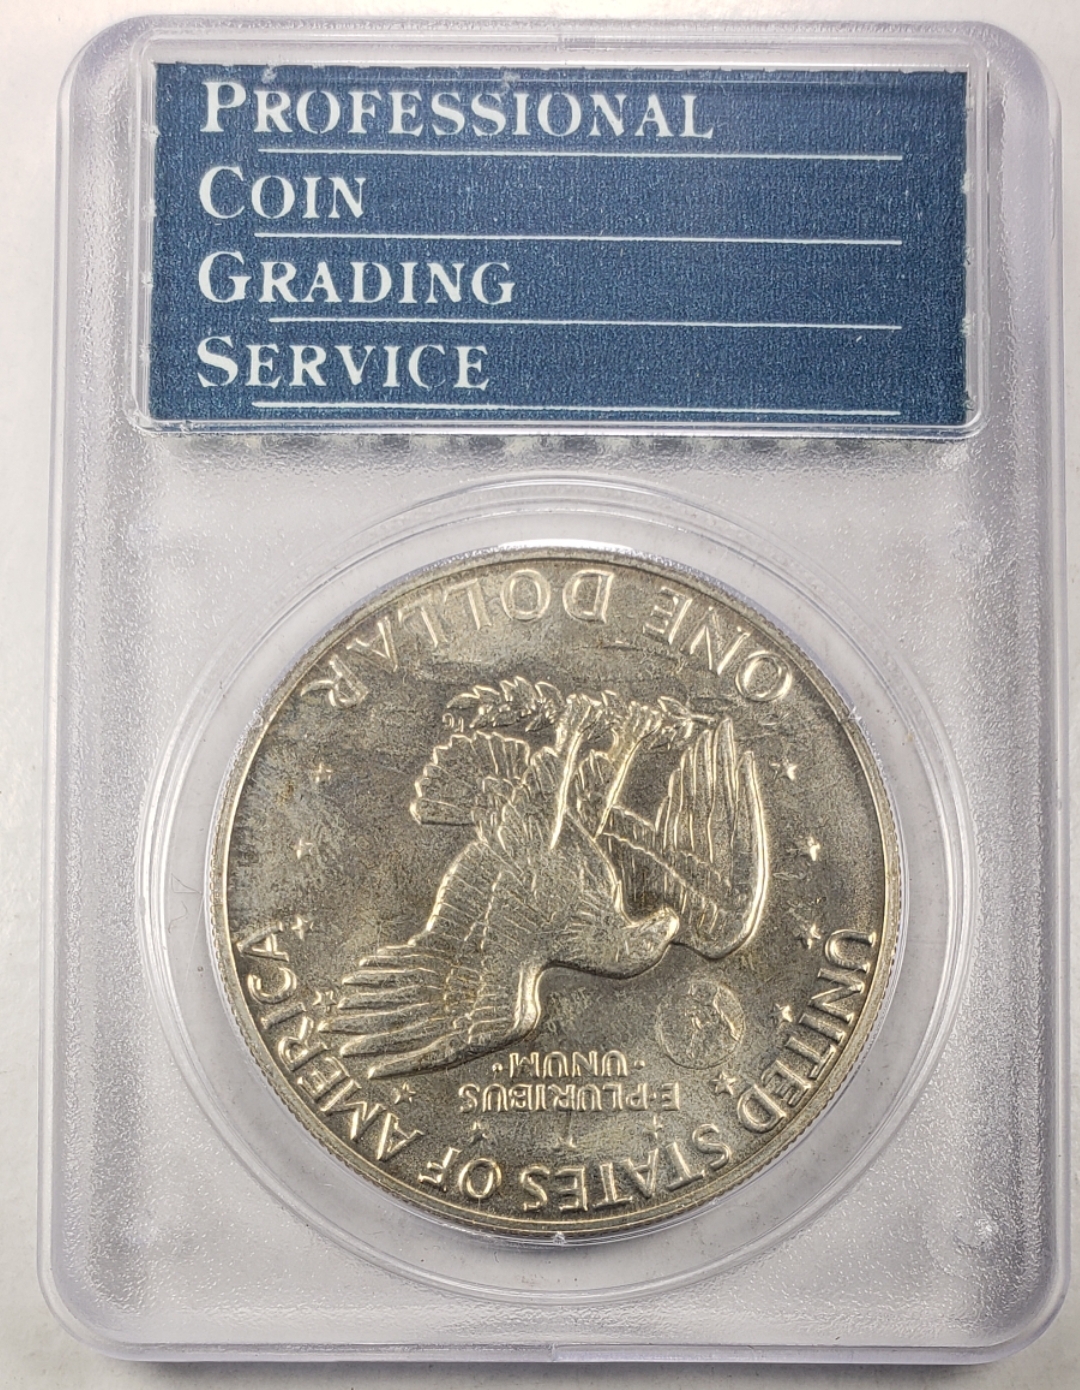 PROFESSIONAL
COIN
GRADING
SERVICE
UNITED STATES OF AMERICA
E·PLURIBUS
·UNUM·
ONE DOLLAR